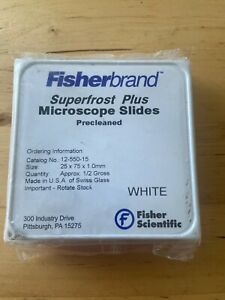 Fisherbrand™
Superfrost Plus
Microscope Slides
Precleaned
Ordering Information
Catalog No. 12-550-15
Size: 25 x 75 x 1.0mm
Quantity: Approx. 1/2 Gross
Made in U.S.A. of Swiss Glass
Important - Rotate Stock
WHITE
300 Industry Drive
Pittsburgh, PA 15275
F Fisher
Scientific